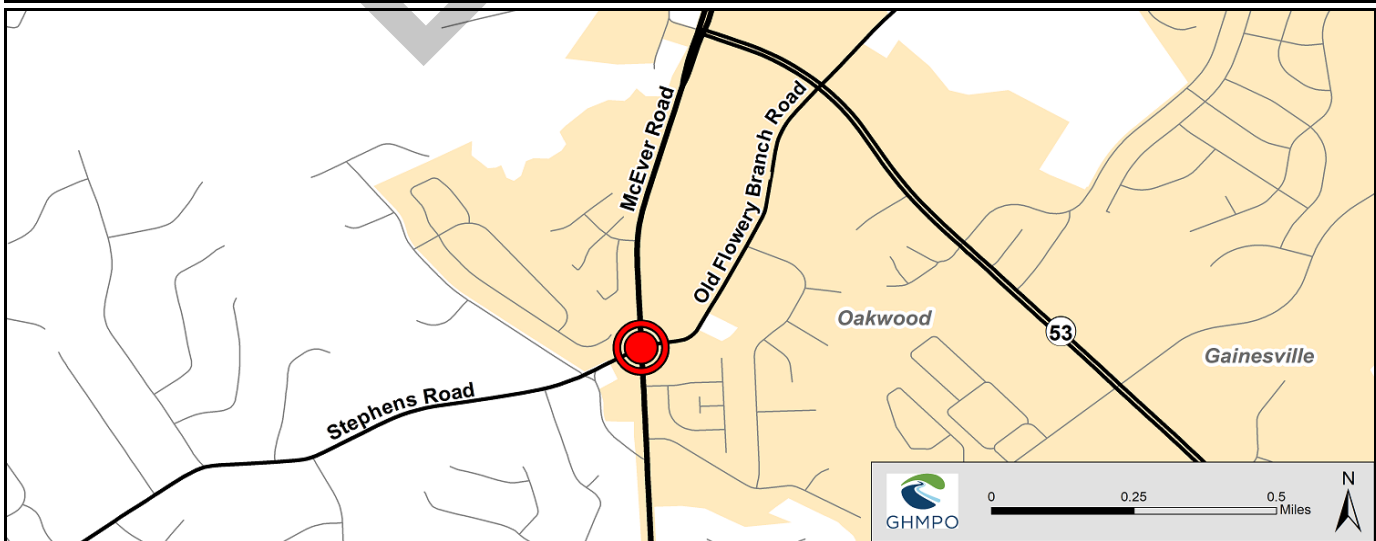 McEver Road
Old Flowery Branch Road
Oakwood
53
Gainesville
Stephens Road
GHMPO
0 0.25 0.5
Miles
N